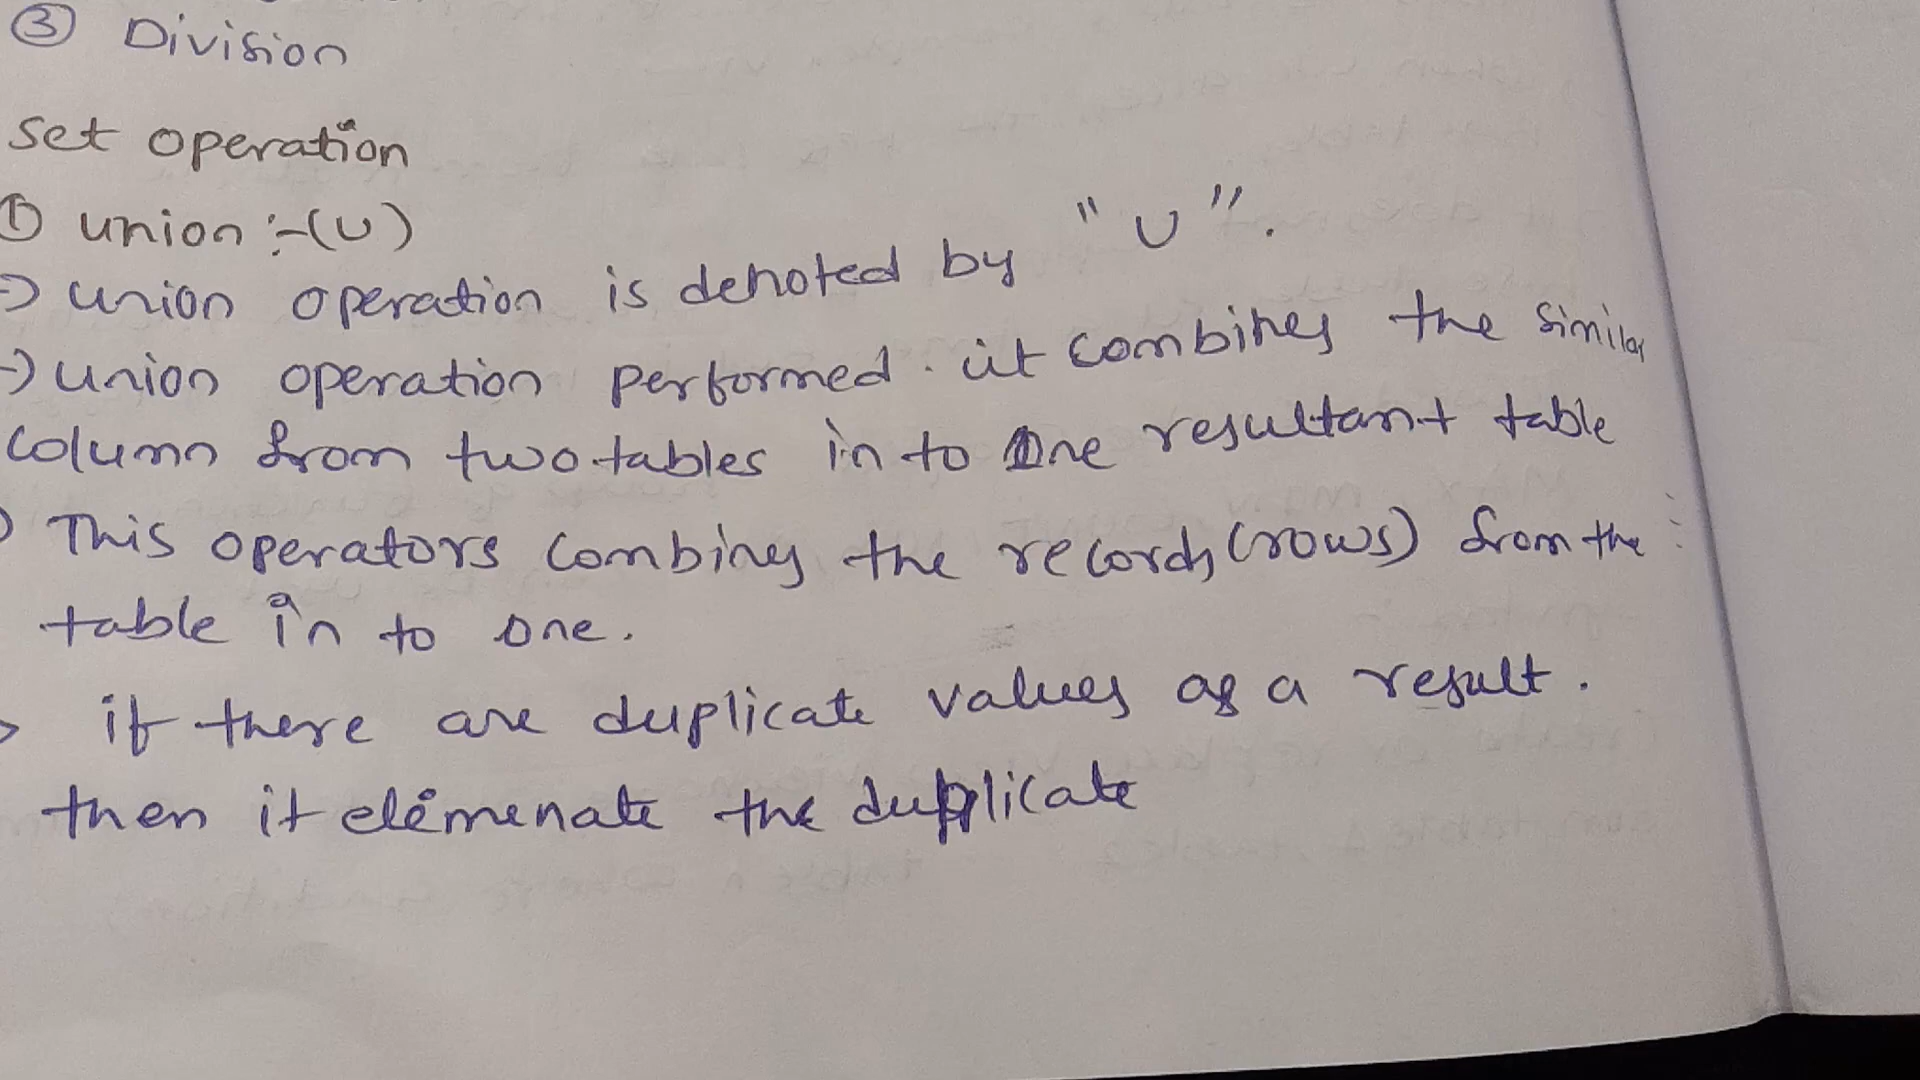 ③ Division
Set operation
① union :-(U)
→ union operation is denoted by "U".
→ union operation performed. it combines the similar
column from two tables in to one resultant table
This operators combines the records (rows) from the
table in to one.
if there are duplicate values as a result.
then it elemenate the duplicate